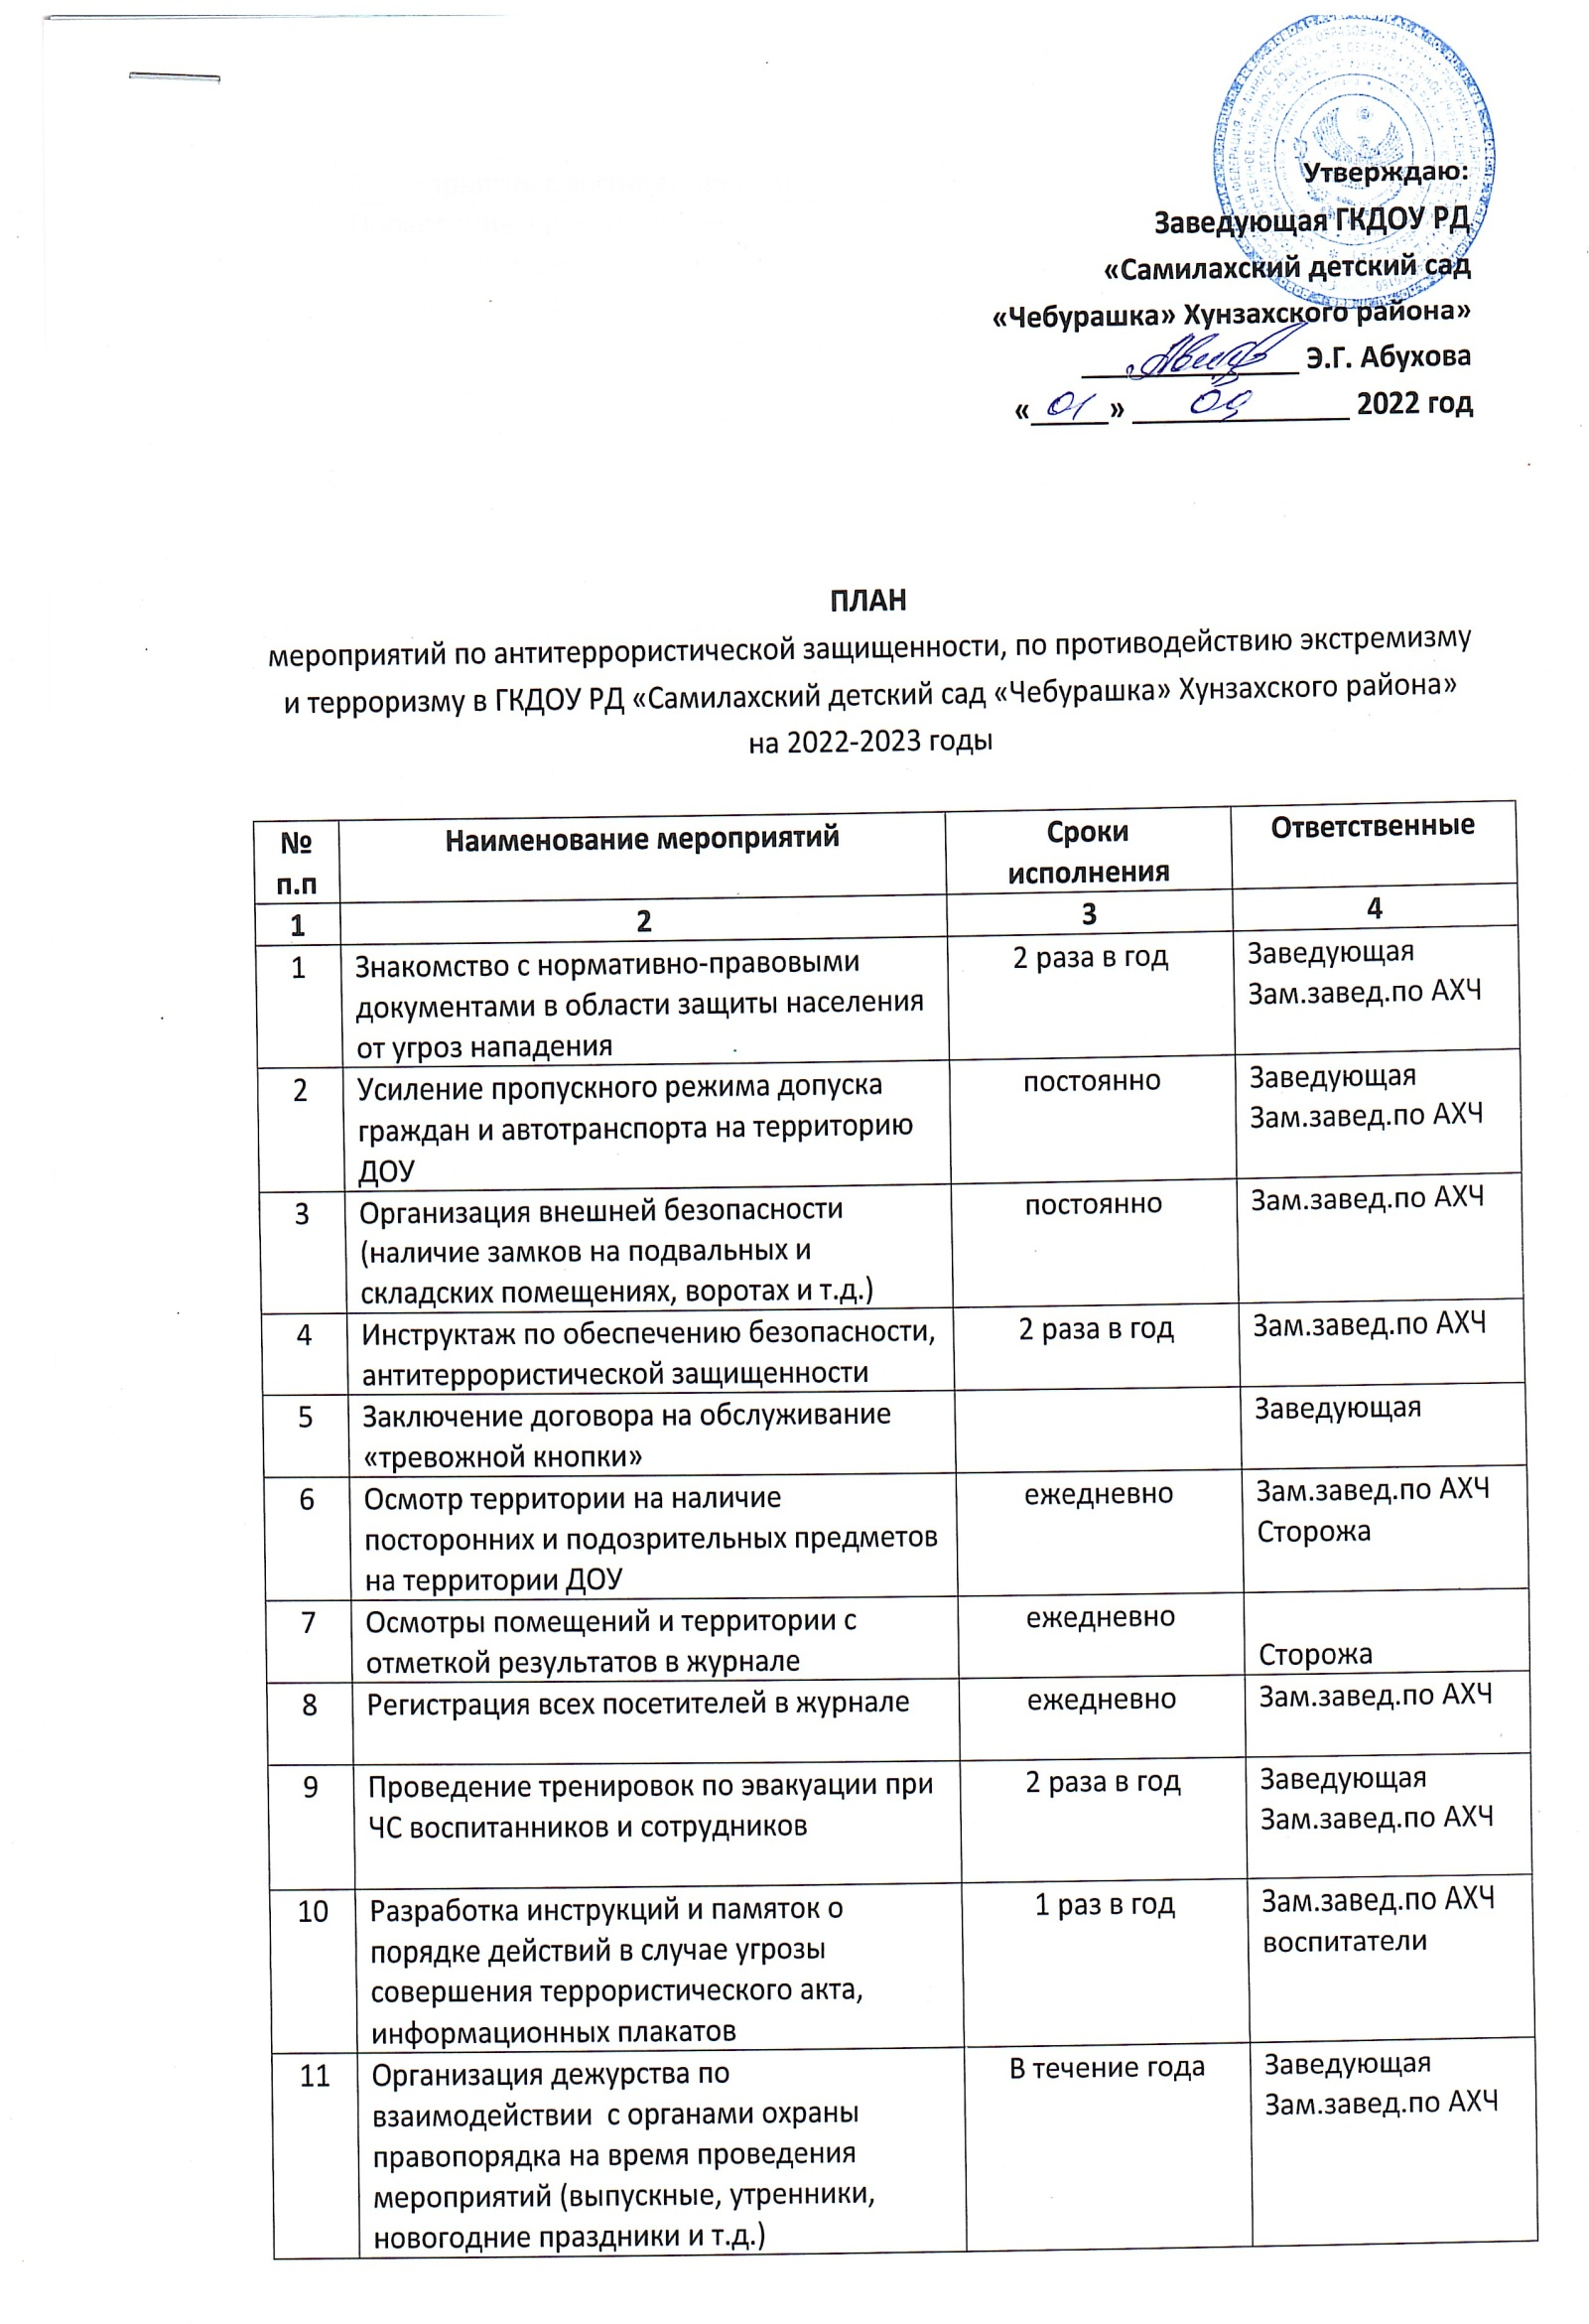 Утверждаю:
Заведующая ГКДОУ РД
«Самилахский детский сад
«Чебурашка» Хунзахского района»
Э.Г. Абухова
«01» 09 2022 год
ПЛАН
мероприятий по антитеррористической защищенности, по противодействию экстремизму
и терроризму в ГКДОУ РД «Самилахский детский сад «Чебурашка» Хунзахского района»
на 2022-2023 годы
№ Наименование мероприятий Сроки Ответственные
п.п исполнения
1 2 3 4
1 Знакомство с нормативно-правовыми 2 раза в год Заведующая
документами в области защиты населения Зам.завед.по АХЧ
от угроз нападения
2 Усиление пропускного режима допуска постоянно Заведующая
граждан и автотранспорта на территорию Зам.завед.по АХЧ
ДОУ
3 Организация внешней безопасности постоянно Зам.завед.по АХЧ
(наличие замков на подвальных и
складских помещениях, воротах и т.д.)
4 Инструктаж по обеспечению безопасности, 2 раза в год Зам.завед.по АХЧ
антитеррористической защищенности
5 Заключение договора на обслуживание Заведующая
«тревожной кнопки»
6 Осмотр территории на наличие ежедневно Зам.завед.по АХЧ
посторонних и подозрительных предметов Сторожа
на территории ДОУ
7 Осмотры помещений и территории с ежедневно
отметкой результатов в журнале Сторожа
8 Регистрация всех посетителей в журнале ежедневно Зам.завед.по АХЧ
9 Проведение тренировок по эвакуации при 2 раза в год Заведующая
ЧС воспитанников и сотрудников Зам.завед.по АХЧ
10 Разработка инструкций и памяток о 1 раз в год Зам.завед.по АХЧ
порядке действий в случае угрозы воспитатели
совершения террористического акта,
информационных плакатов
11 Организация дежурства по В течение года Заведующая
взаимодействии с органами охраны Зам.завед.по АХЧ
правопорядка на время проведения
мероприятий (выпускные, утренники,
новогодние праздники и т.д.)